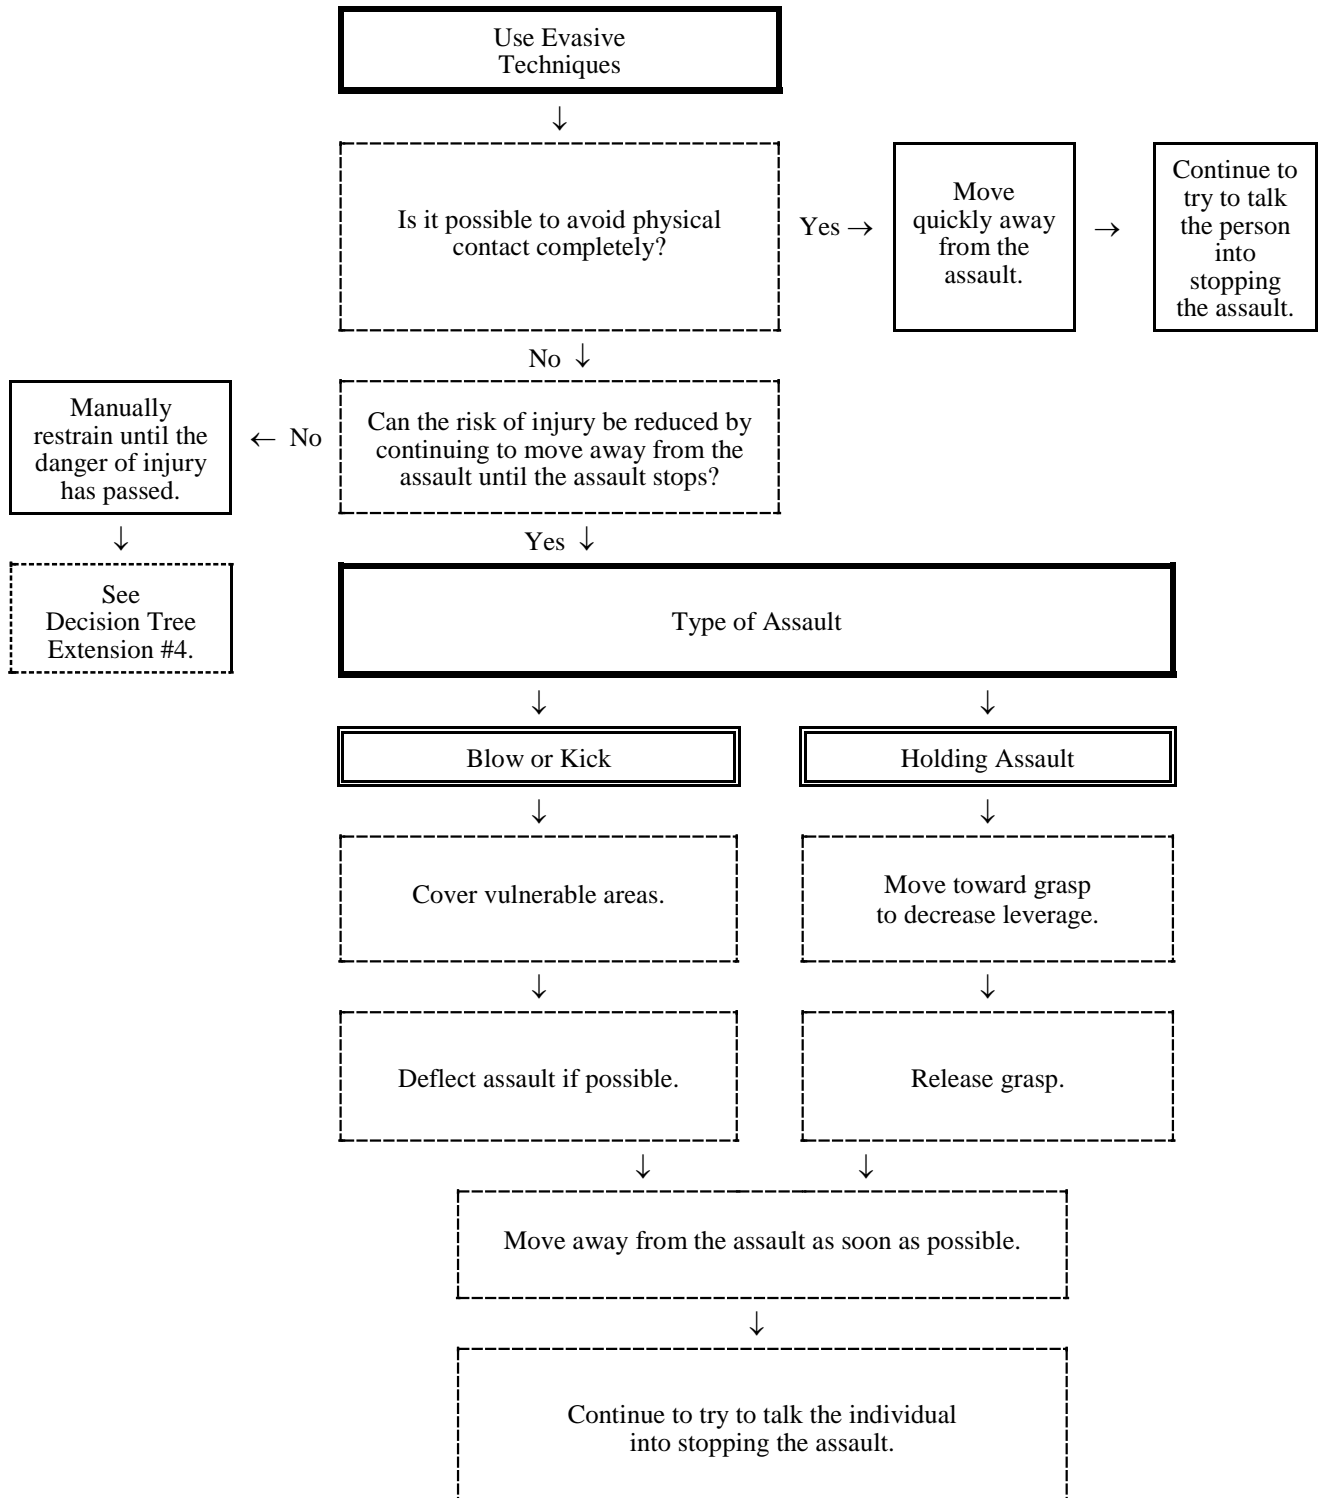 Use Evasive
Techniques
↓
Is it possible to avoid physical
contact completely?
Yes →
Move
quickly away
from the
assault.
→
Continue to
try to talk
the person
into
stopping
the assault.
No ↓
Manually
restrain until the
danger of injury
has passed.
← No
Can the risk of injury be reduced by
continuing to move away from the
assault until the assault stops?
↓
Yes ↓
See
Decision Tree
Extension #4.
Type of Assault
↓ ↓
Blow or Kick
Holding Assault
↓ ↓
Cover vulnerable areas.
Move toward grasp
to decrease leverage.
↓ ↓
Deflect assault if possible.
Release grasp.
↓ ↓
Move away from the assault as soon as possible.
↓
Continue to try to talk the individual
into stopping the assault.